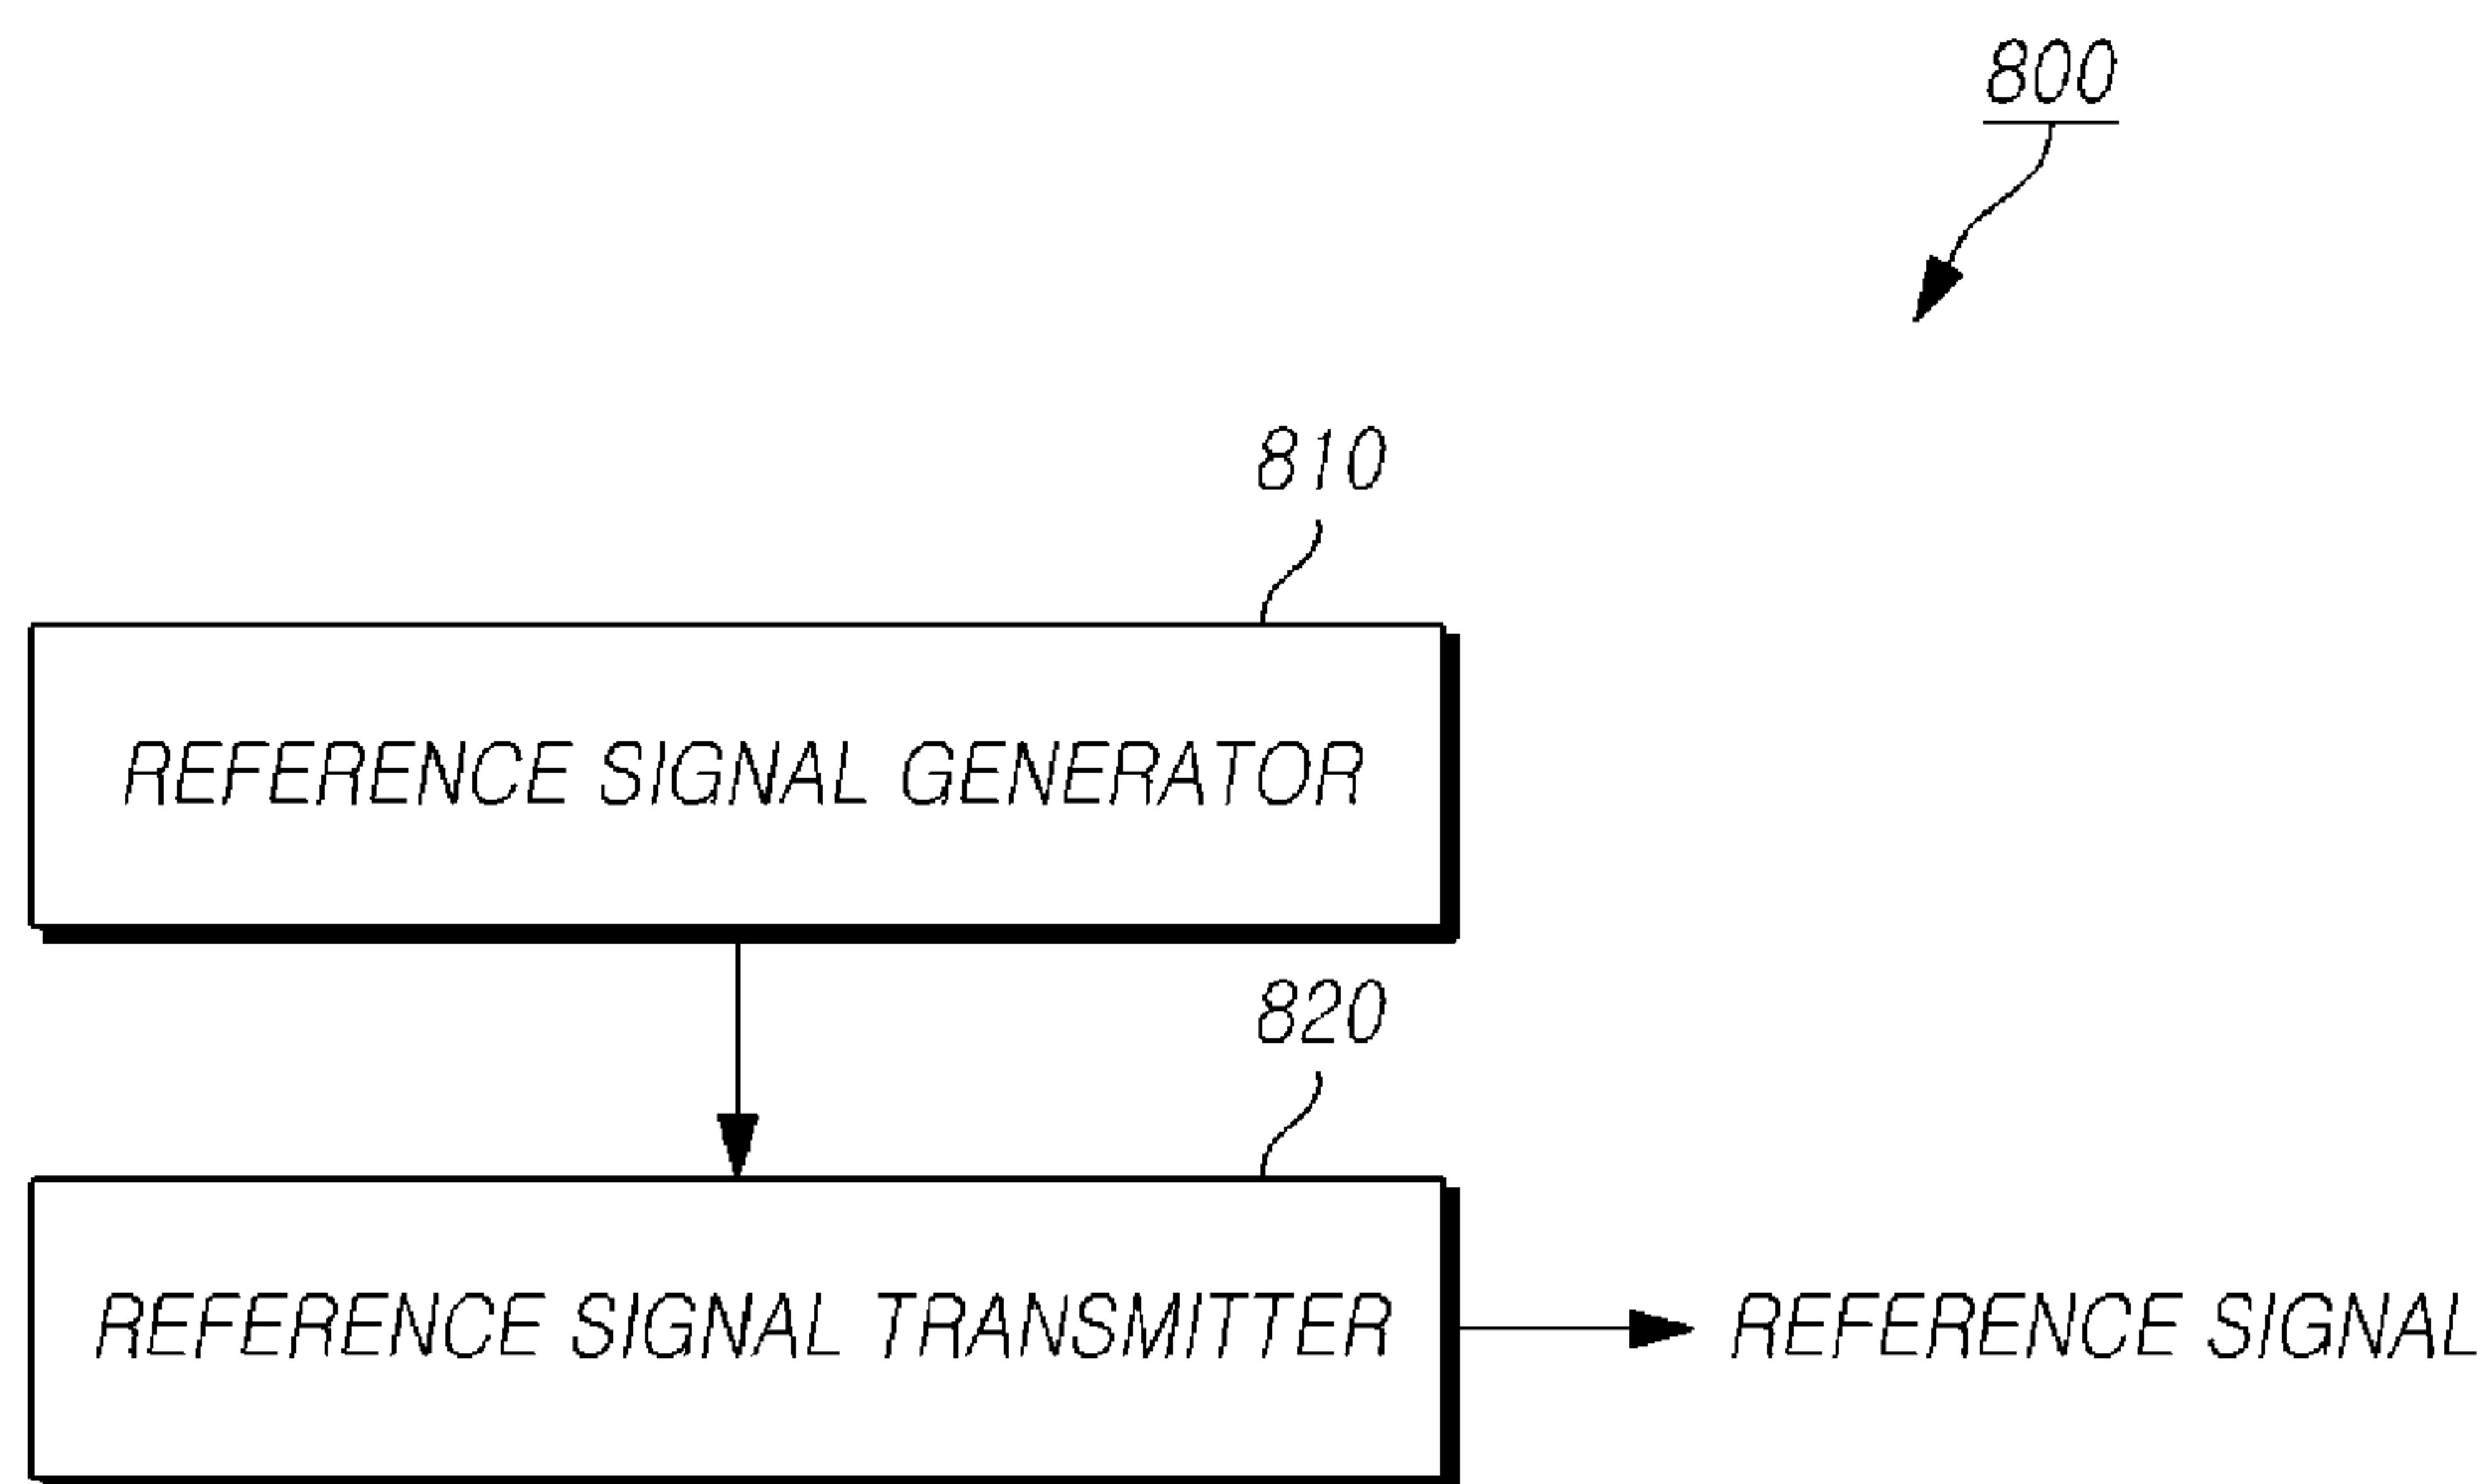 800
810
REFERENCE SIGNAL GENERATOR
820
REFERENCE SIGNAL TRANSMITTER
REFERENCE SIGNAL